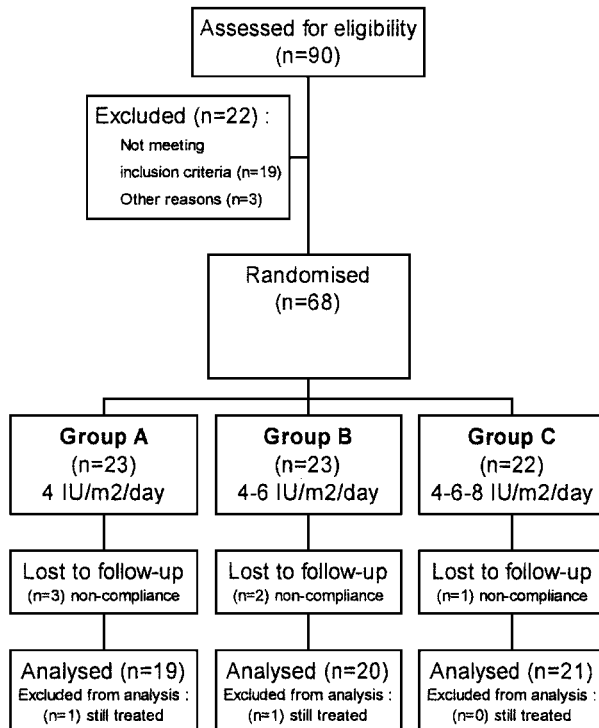 Assessed for eligibility
(n=90)
Excluded (n=22) :
Not meeting
inclusion criteria (n=19)
Other reasons (n=3)
Randomised
(n=68)
Group A
(n=23)
4 IU/m2/day
Group B
(n=23)
4-6 IU/m2/day
Group C
(n=22)
4-6-8 IU/m2/day
Lost to follow-up
(n=3) non-compliance
Lost to follow-up
(n=2) non-compliance
Lost to follow-up
(n=1) non-compliance
Analysed (n=19)
Excluded from analysis :
(n=1) still treated
Analysed (n=20)
Excluded from analysis :
(n=1) still treated
Analysed (n=21)
Excluded from analysis :
(n=0) still treated